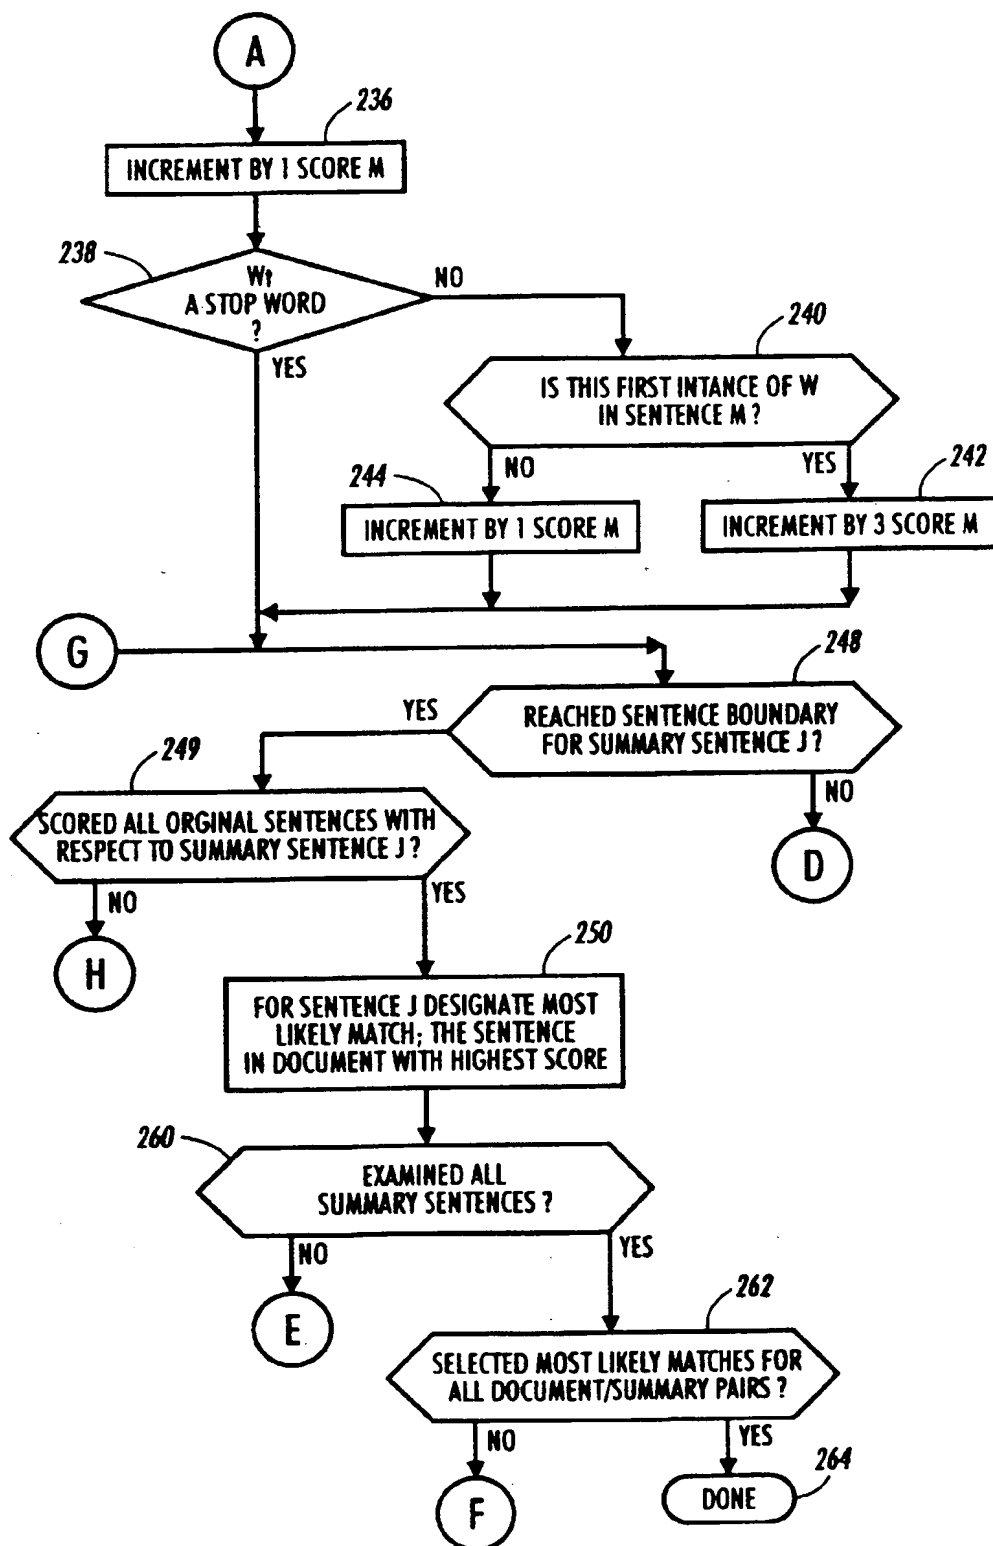 A
236
INCREMENT BY 1 SCORE M
238
Wt
A STOP WORD
?
NO
YES
240
IS THIS FIRST INTANCE OF W
IN SENTENCE M ?
NO
YES
244
242
INCREMENT BY 1 SCORE M
INCREMENT BY 3 SCORE M
G
248
REACHED SENTENCE BOUNDARY
FOR SUMMARY SENTENCE J ?
YES
NO
D
249
SCORED ALL ORGINAL SENTENCES WITH
RESPECT TO SUMMARY SENTENCE J ?
NO
YES
H
250
FOR SENTENCE J DESIGNATE MOST
LIKELY MATCH; THE SENTENCE
IN DOCUMENT WITH HIGHEST SCORE
260
EXAMINED ALL
SUMMARY SENTENCES ?
NO
YES
E
262
SELECTED MOST LIKELY MATCHES FOR
ALL DOCUMENT/SUMMARY PAIRS ?
NO
YES
F
264
DONE